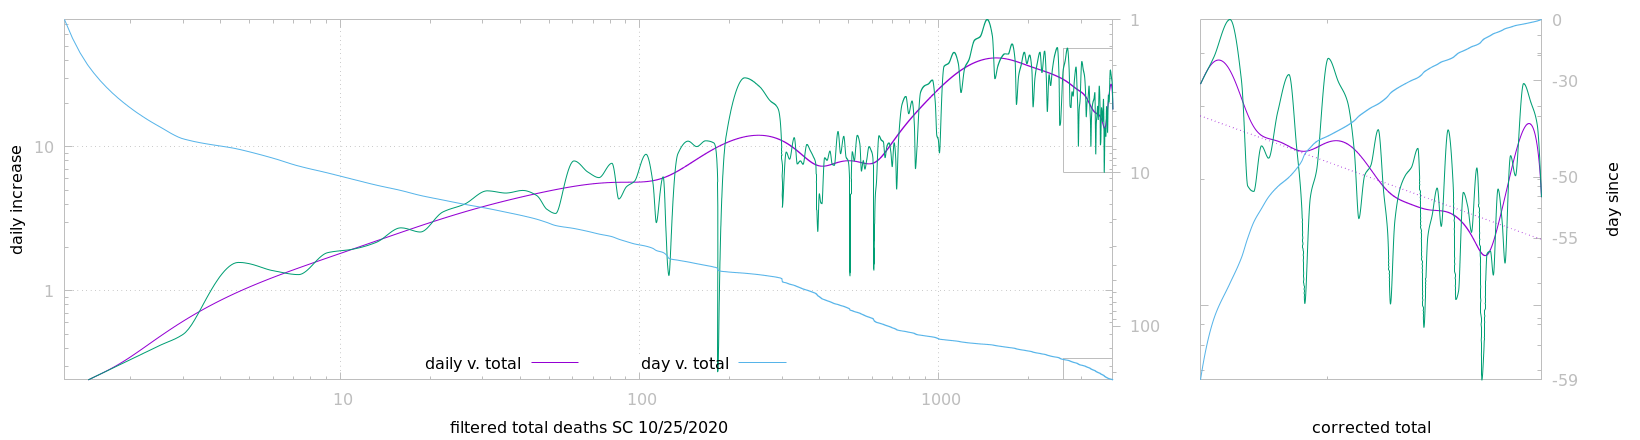 daily increase
10
1
daily v. total
day v. total
10
100
1000
filtered total deaths SC 10/25/2020
1
10
100
0
-30
-50
-55
-59
day since
corrected total